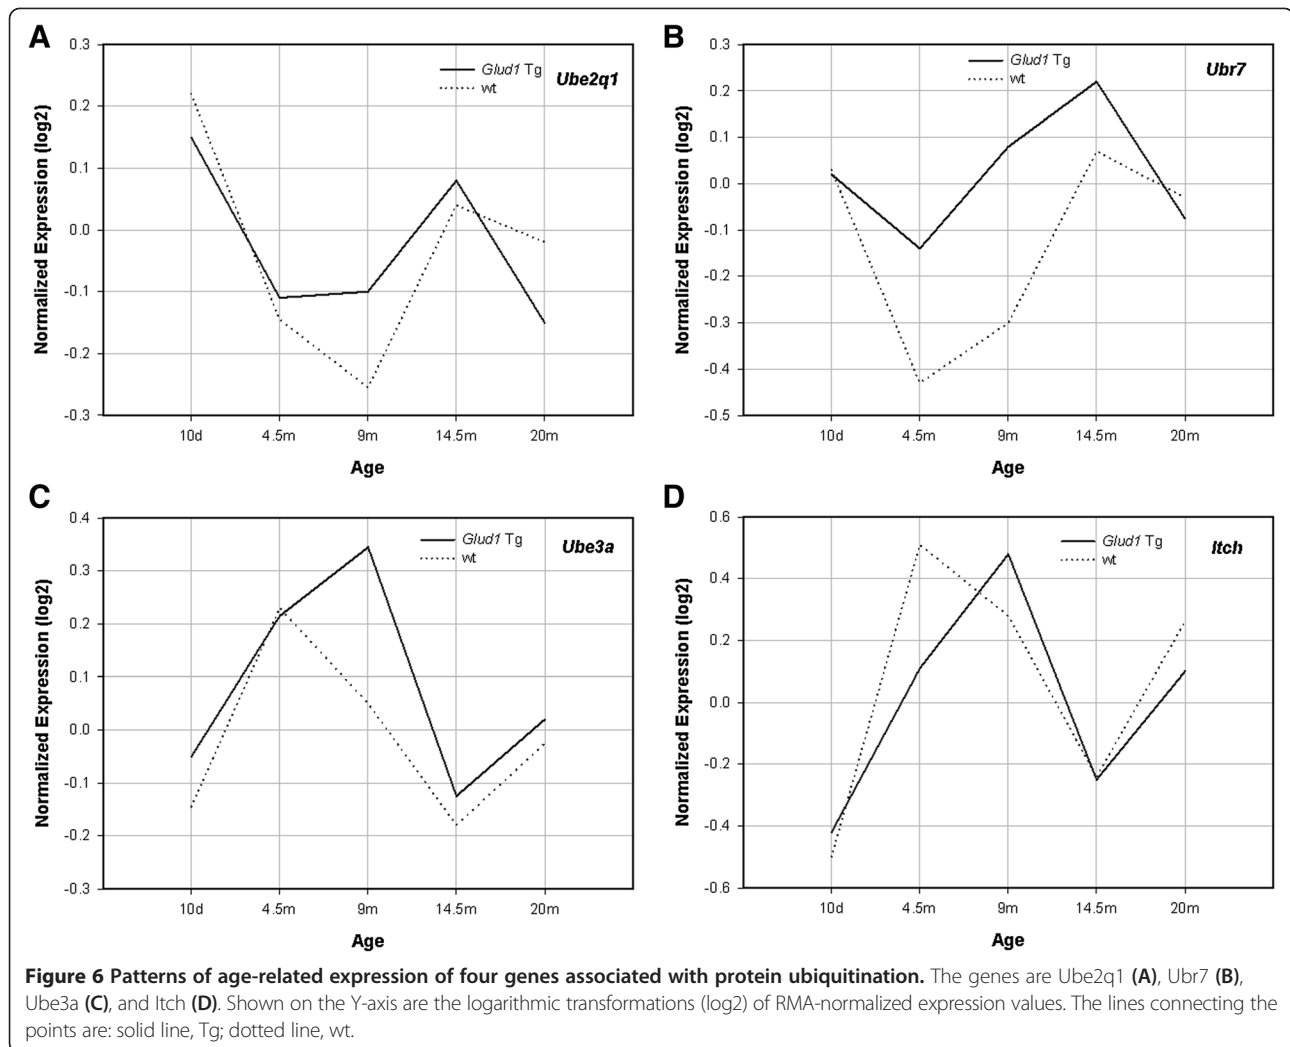 A
0.3
0.2
0.1
0.0
-0.1
-0.2
-0.3
Normalized Expression (log2)
Glud1 Tg
wt
Ube2q1
10d 4.5m 9m 14.5m 20m
Age
B
0.3
0.2
0.1
0.0
-0.1
-0.2
-0.3
-0.4
-0.5
Normalized Expression (log2)
Glud1 Tg
wt
Ubr7
10d 4.5m 9m 14.5m 20m
Age
C
0.4
0.3
0.2
0.1
0.0
-0.1
-0.2
-0.3
Normalized Expression (log2)
Glud1 Tg
wt
Ube3a
10d 4.5m 9m 14.5m 20m
Age
D
0.6
0.4
0.2
0.0
-0.2
-0.4
-0.6
Normalized Expression (log2)
Glud1 Tg
wt
Itch
10d 4.5m 9m 14.5m 20m
Age
Figure 6 Patterns of age-related expression of four genes associated with protein ubiquitination. The genes are Ube2q1 (A), Ubr7 (B),
Ube3a (C), and Itch (D). Shown on the Y-axis are the logarithmic transformations (log2) of RMA-normalized expression values. The lines connecting the
points are: solid line, Tg; dotted line, wt.